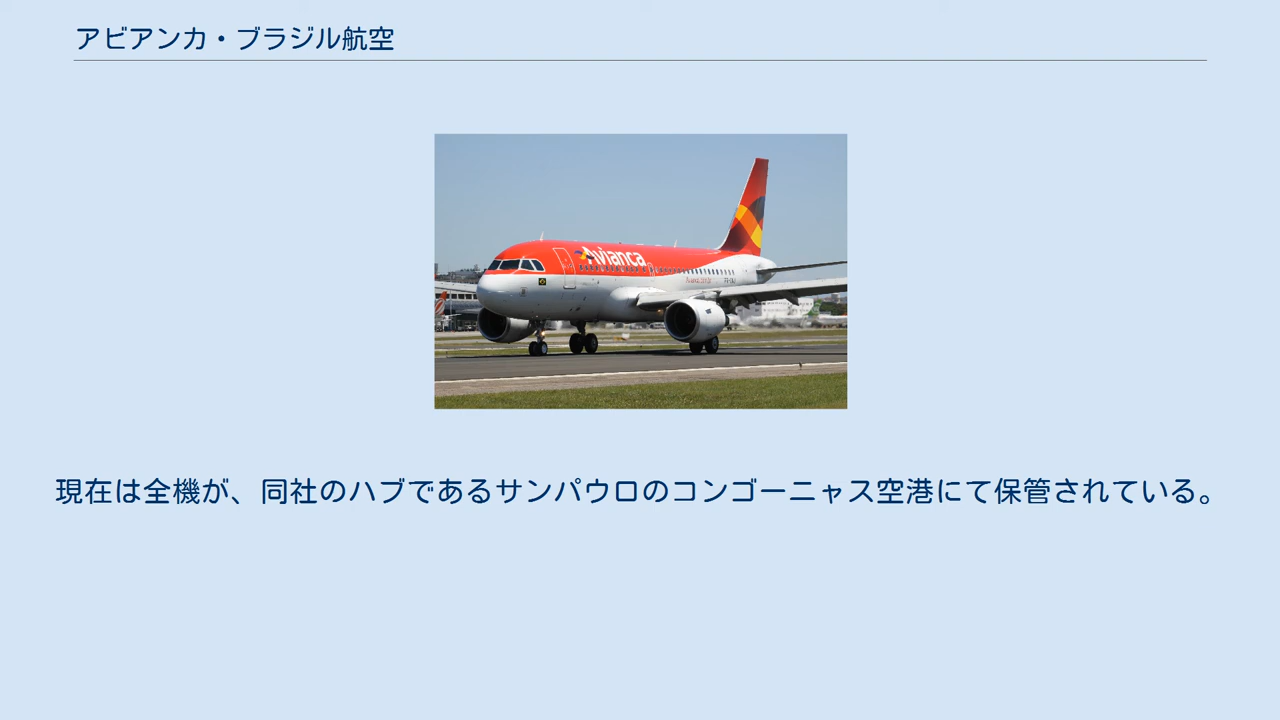 アビアンカ・ブラジル航空
Avianca
現在は全機が、同社のハブであるサンパウロのコンゴーニャス空港にて保管されている。